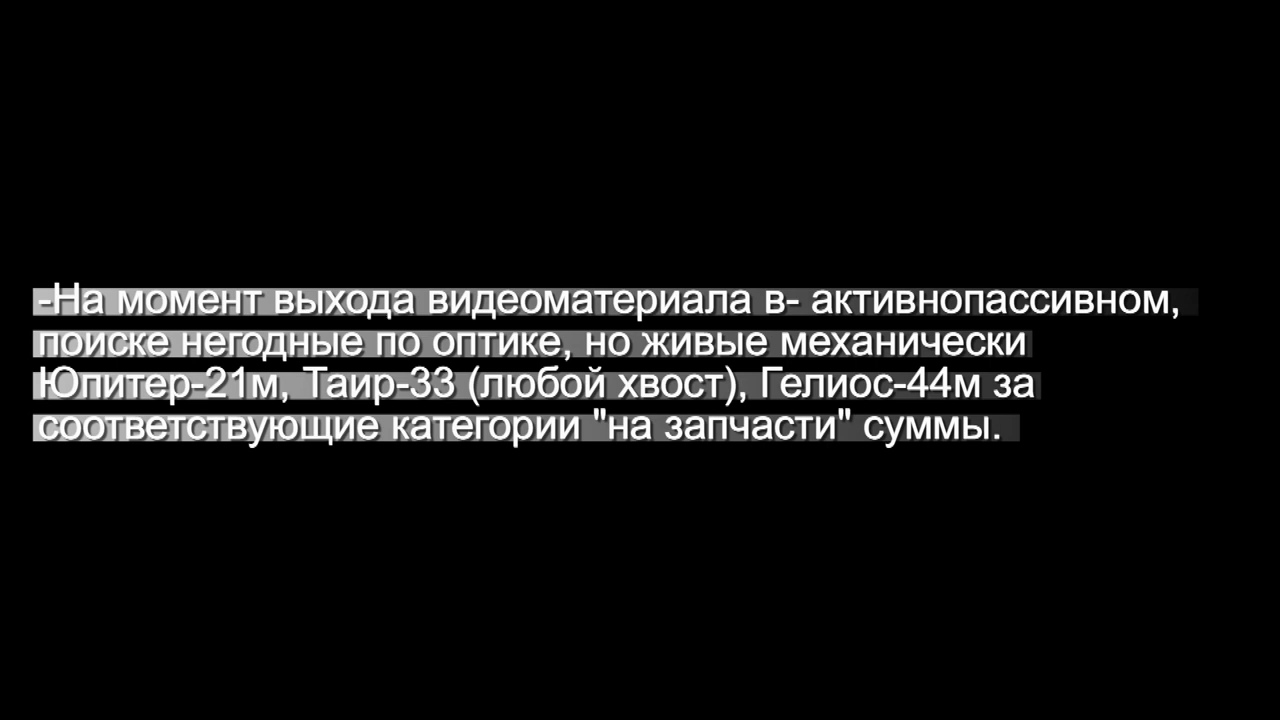 -На момент выхода видеоматериала в- активнопассивном,
поиске негодные по оптике, но живые механически
Юпитер-21м, Таир-33 (любой хвост), Гелиос-44м за
соответствующие категории "на запчасти" суммы.